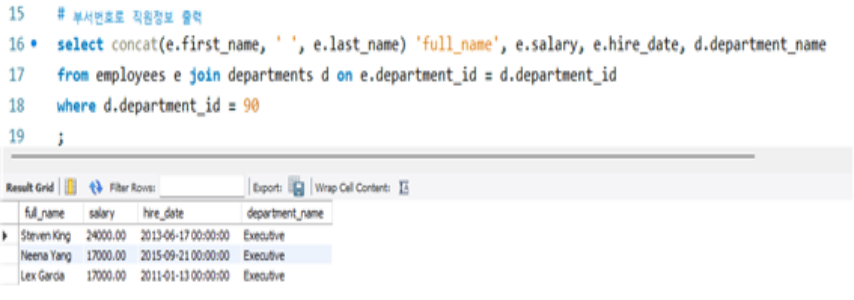 15 # 부서번호로 직원정보 출력
16 select concat(e.first_name, ' ', e.last_name) 'full_name', e.salary, e.hire_date, d.department_name
17 from employees e join departments d on e.department_id = d.department_id
18 where d.department_id = 90
19 ;
Result Grid Filter Rows: Export: Wrap Cell Content:
full_name salary hire_date department_name
Steven King 24000.00 2013-06-17 00:00:00 Executive
Neena Yang 17000.00 2015-09-21 00:00:00 Executive
Lex Garcia 17000.00 2011-01-13 00:00:00 Executive